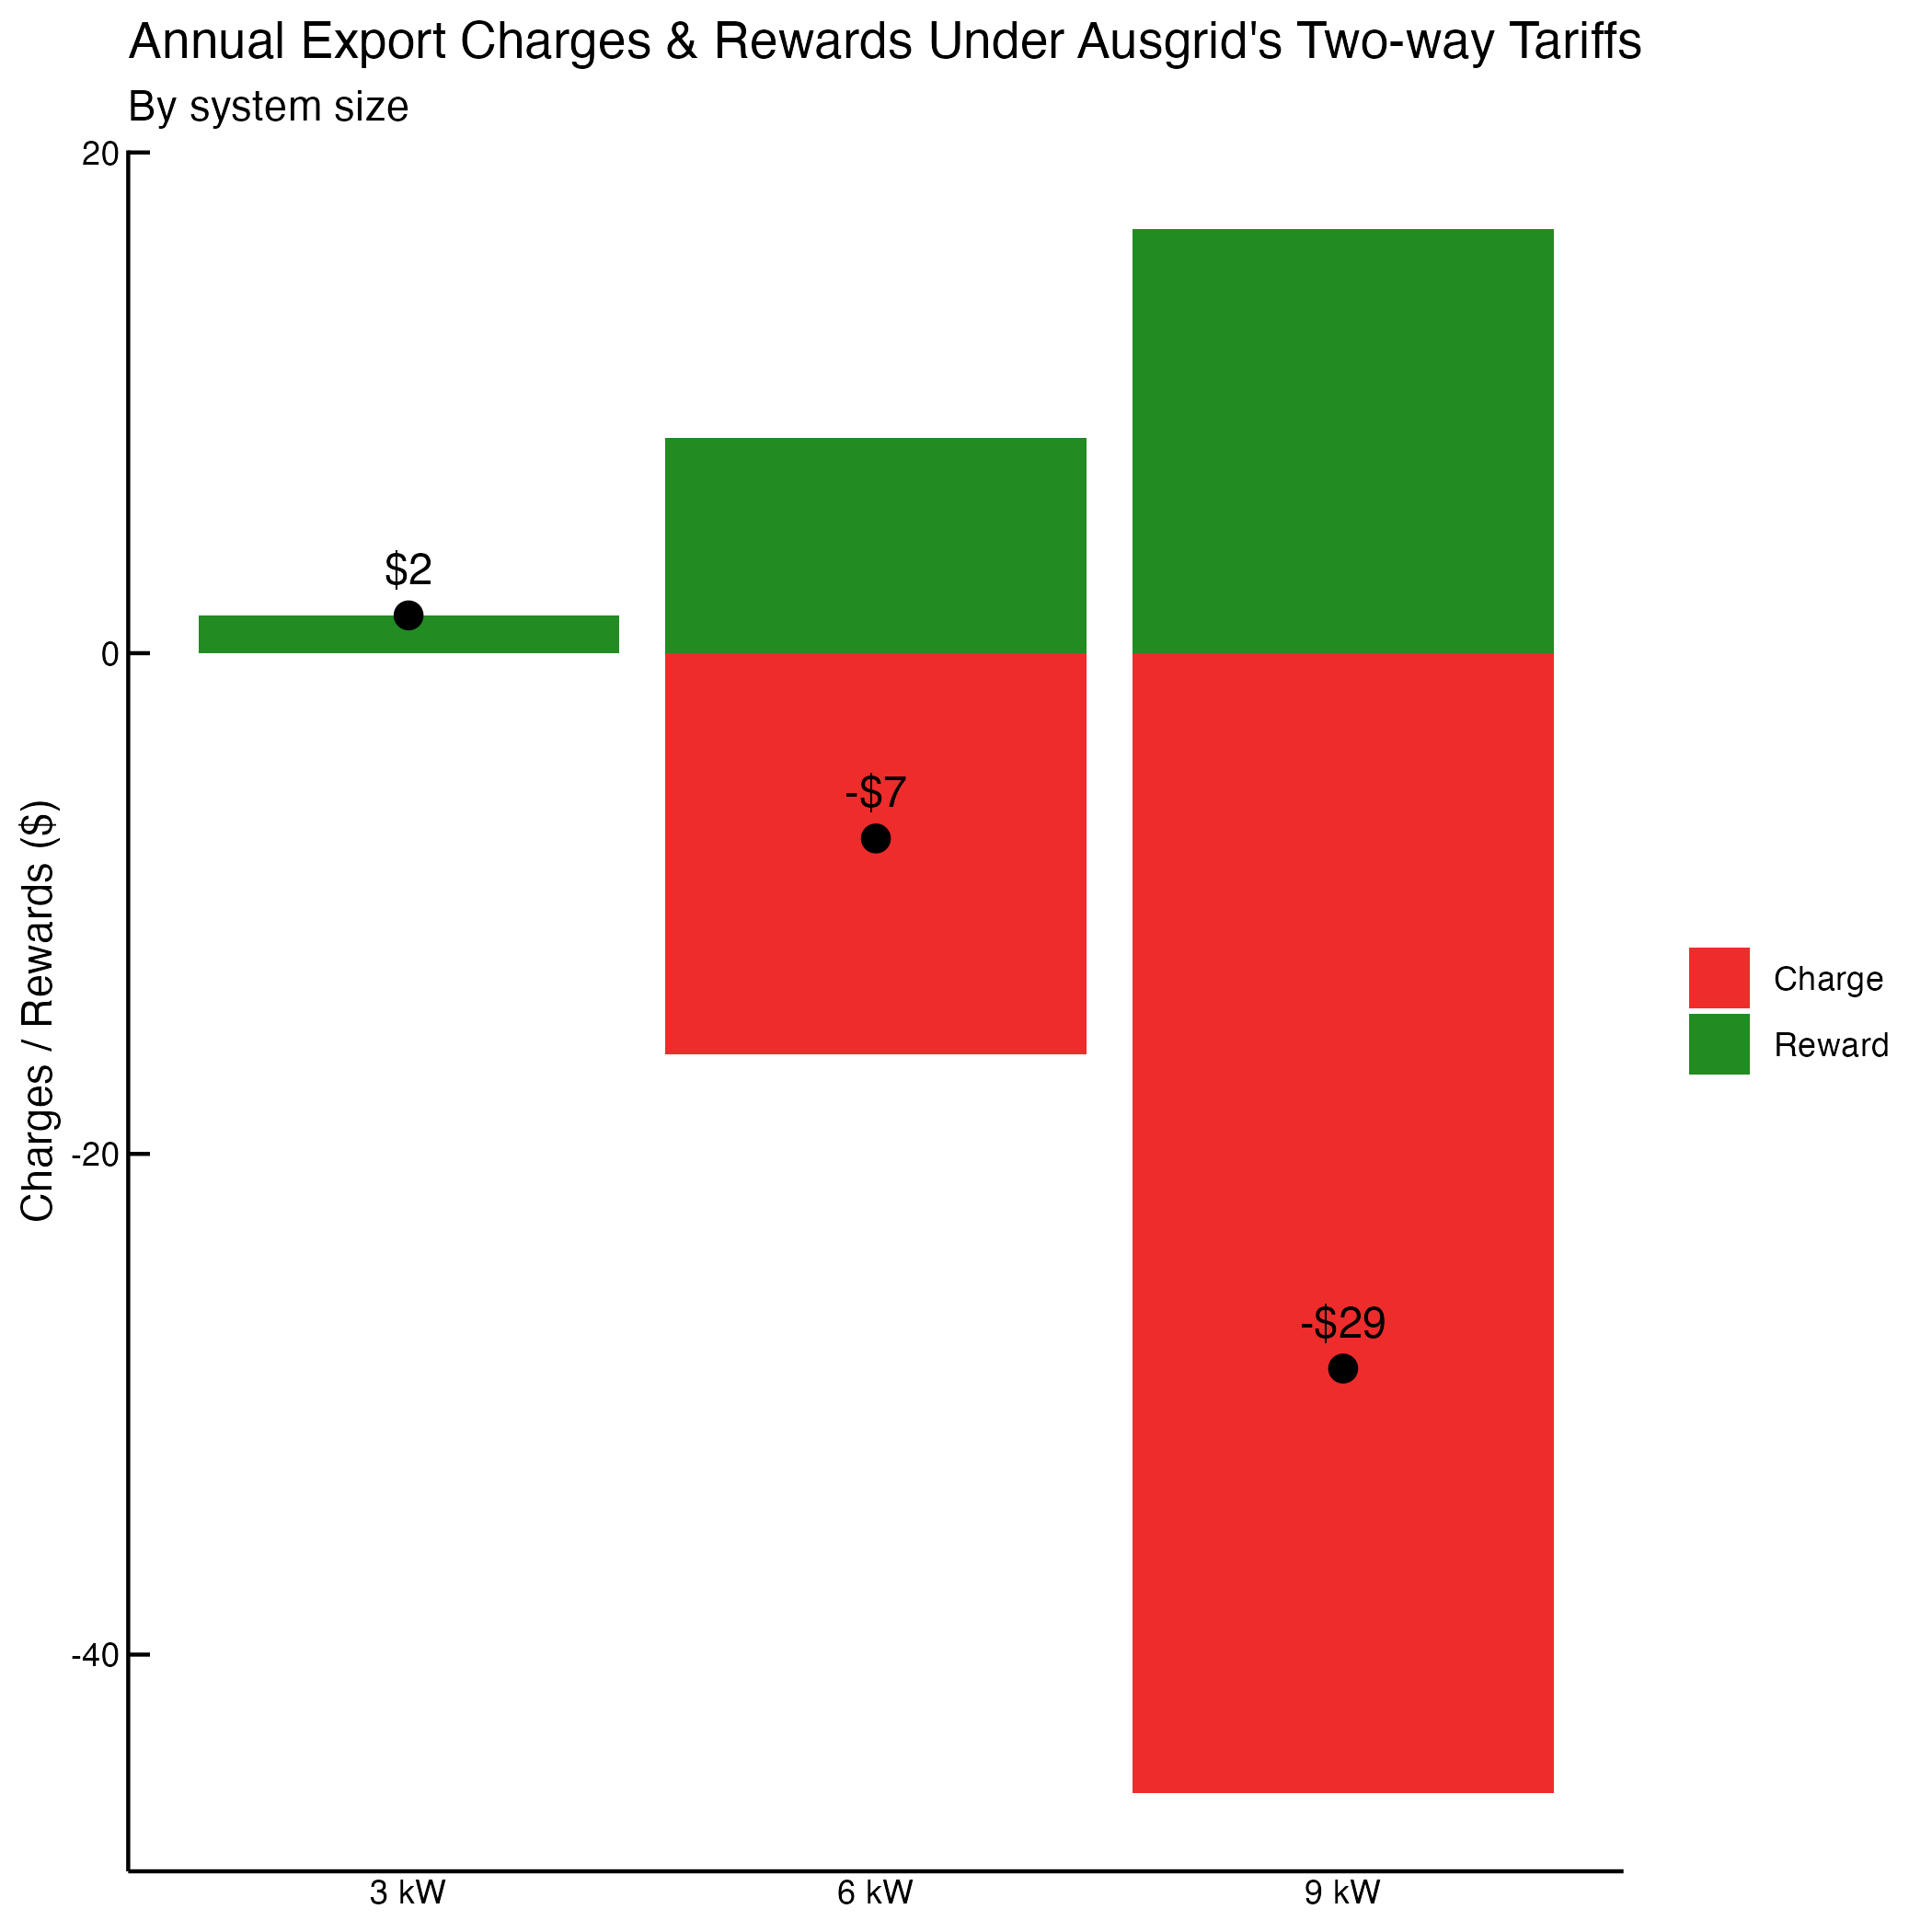 Annual Export Charges & Rewards Under Ausgrid's Two-way Tariffs
By system size
20
0
-20
-40
Charges / Rewards ($)
$2
-$7
-$29
3 kW
6 kW
9 kW
Charge
Reward